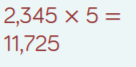 2,345 × 5 =
11,725